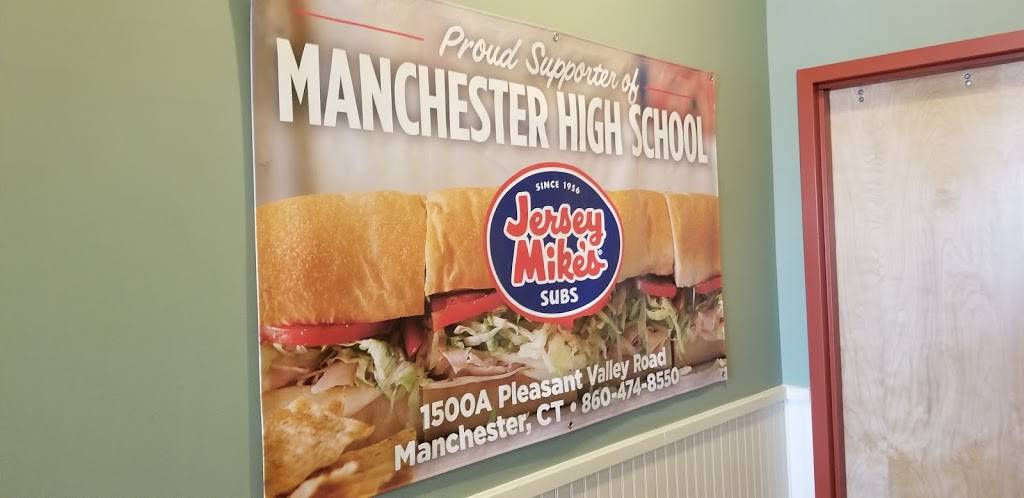 Proud Supporter of
MANCHESTER HIGH SCHOOL
SINCE 1956
Jersey
Mike's
SUBS
1500A Pleasant Valley Road
Manchester, CT • 860-474-8550